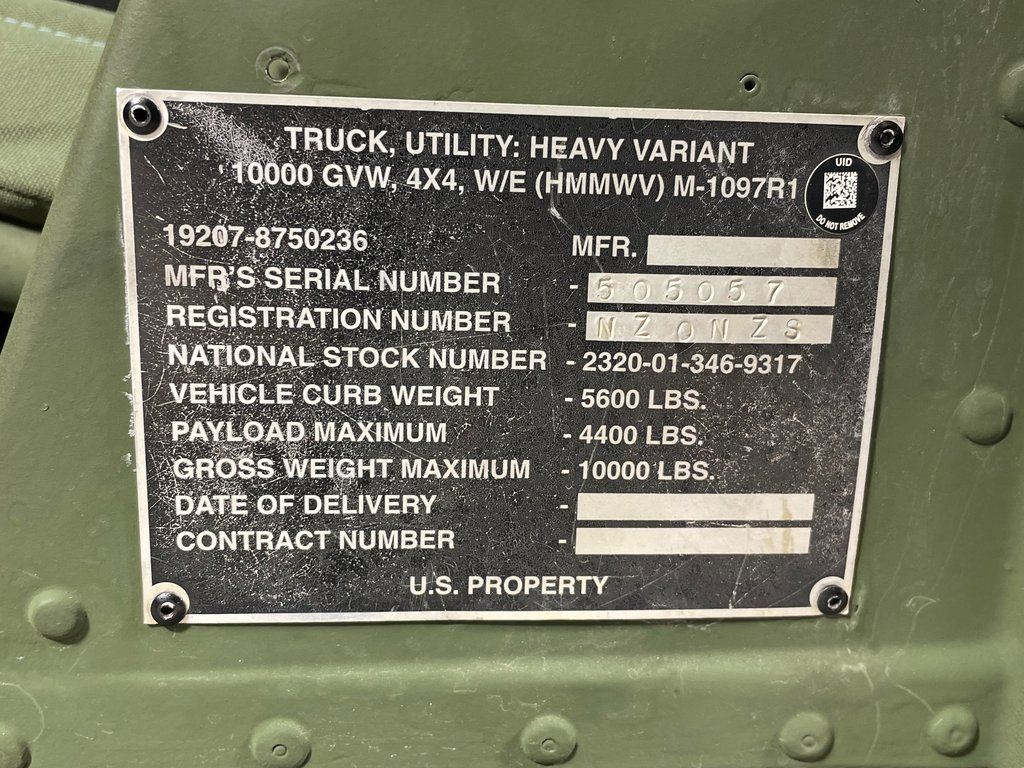 TRUCK, UTILITY: HEAVY VARIANT
10000 GVW, 4X4, W/E (HMMWV) M-1097R1
UID
DO NOT REMOVE
19207-8750236 MFR.
MFR'S SERIAL NUMBER - 505057
REGISTRATION NUMBER - NZ0NZS
NATIONAL STOCK NUMBER - 2320-01-346-9317
VEHICLE CURB WEIGHT - 5600 LBS.
PAYLOAD MAXIMUM - 4400 LBS.
GROSS WEIGHT MAXIMUM - 10000 LBS.
DATE OF DELIVERY -
CONTRACT NUMBER -
U.S. PROPERTY